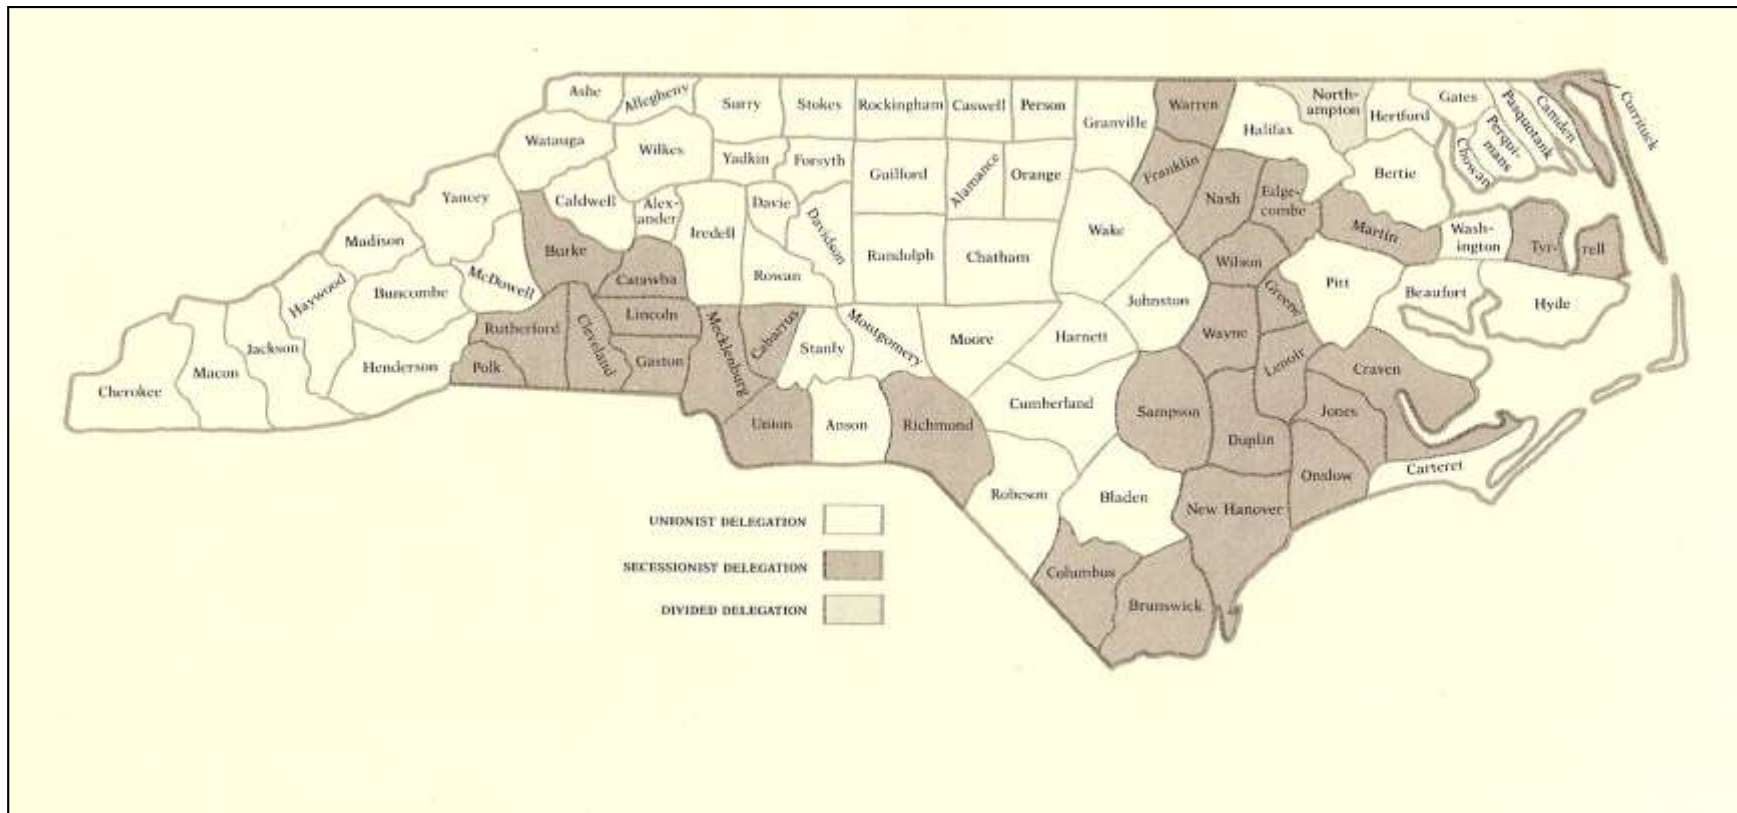 Ashe
Allegheny
Surry
Stokes
Rockingham
Caswell
Person
Granville
Warren
Halifax
North-
ampton
Hertford
Gates
Pasquotank
Camden
Currituck
Perqui-
mans
Chowan
Watauga
Wilkes
Yadkin
Forsyth
Guilford
Alamance
Orange
Franklin
Nash
Edge-
combe
Bertie
Yancey
Caldwell
Alex-
ander
Davie
Davidson
Iredell
Rowan
Randolph
Chatham
Wake
Wilson
Martin
Wash-
ington
Tyr-
rell
Madison
Burke
Catawba
Haywood
Buncombe
McDowell
Lincoln
Johnston
Greene
Pitt
Beaufort
Hyde
Cherokee
Macon
Jackson
Henderson
Rutherford
Polk
Cleveland
Gaston
Mecklenburg
Cabarrus
Stanly
Montgomery
Moore
Harnett
Wayne
Lenoir
Craven
Union
Anson
Richmond
Cumberland
Sampson
Duplin
Jones
Onslow
Carteret
Robeson
Bladen
New Hanover
Columbus
Brunswick
UNIONIST DELEGATION
SECESSIONIST DELEGATION
DIVIDED DELEGATION